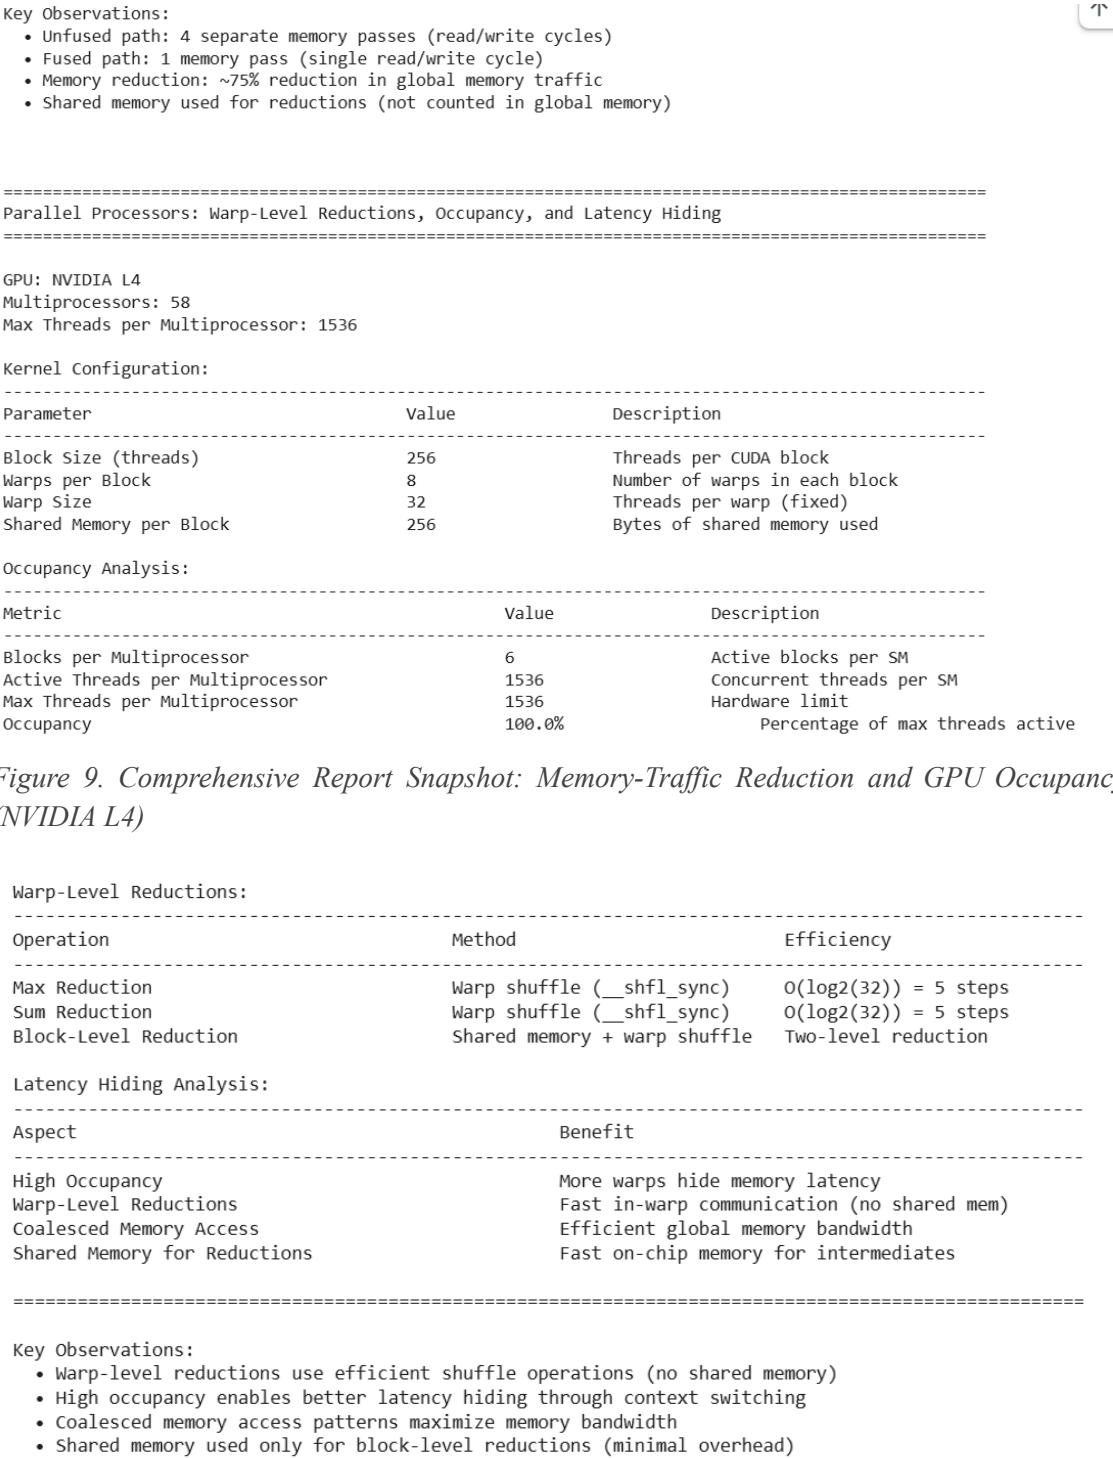 Key Observations:
• Unfused path: 4 separate memory passes (read/write cycles)
• Fused path: 1 memory pass (single read/write cycle)
• Memory reduction: ~75% reduction in global memory traffic
• Shared memory used for reductions (not counted in global memory)
====================================================================================================
Parallel Processors: Warp-Level Reductions, Occupancy, and Latency Hiding
====================================================================================================
GPU: NVIDIA L4
Multiprocessors: 58
Max Threads per Multiprocessor: 1536
Kernel Configuration:
----------------------------------------------------------------------------------------------------
Parameter Value Description
----------------------------------------------------------------------------------------------------
Block Size (threads) 256 Threads per CUDA block
Warps per Block 8 Number of warps in each block
Warp Size 32 Threads per warp (fixed)
Shared Memory per Block 256 Bytes of shared memory used
Occupancy Analysis:
----------------------------------------------------------------------------------------------------
Metric Value Description
----------------------------------------------------------------------------------------------------
Blocks per Multiprocessor 6 Active blocks per SM
Active Threads per Multiprocessor 1536 Concurrent threads per SM
Max Threads per Multiprocessor 1536 Hardware limit
Occupancy 100.0% Percentage of max threads active
Figure 9. Comprehensive Report Snapshot: Memory-Traffic Reduction and GPU Occupancy
(NVIDIA L4)
Warp-Level Reductions:
----------------------------------------------------------------------------------------------------
Operation Method Efficiency
----------------------------------------------------------------------------------------------------
Max Reduction Warp shuffle (__shfl_sync) O(log2(32)) = 5 steps
Sum Reduction Warp shuffle (__shfl_sync) O(log2(32)) = 5 steps
Block-Level Reduction Shared memory + warp shuffle Two-level reduction
Latency Hiding Analysis:
----------------------------------------------------------------------------------------------------
Aspect Benefit
----------------------------------------------------------------------------------------------------
High Occupancy More warps hide memory latency
Warp-Level Reductions Fast in-warp communication (no shared mem)
Coalesced Memory Access Efficient global memory bandwidth
Shared Memory for Reductions Fast on-chip memory for intermediates
====================================================================================================
Key Observations:
• Warp-level reductions use efficient shuffle operations (no shared memory)
• High occupancy enables better latency hiding through context switching
• Coalesced memory access patterns maximize memory bandwidth
• Shared memory used only for block-level reductions (minimal overhead)